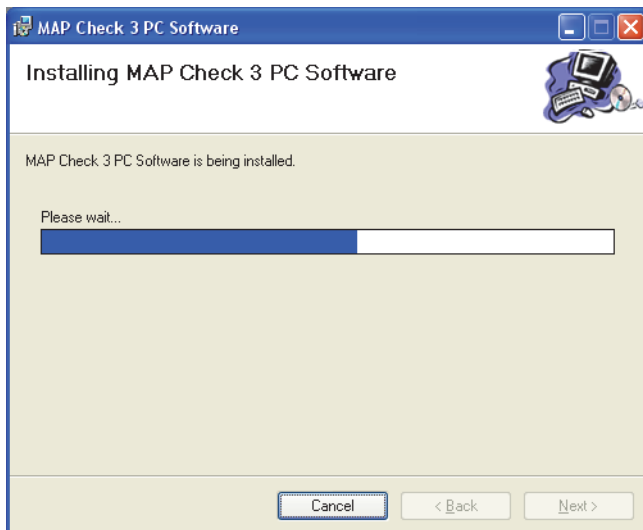 MAP Check 3 PC Software
Installing MAP Check 3 PC Software
MAP Check 3 PC Software is being installed.
Please wait...
Cancel
< Back
Next >